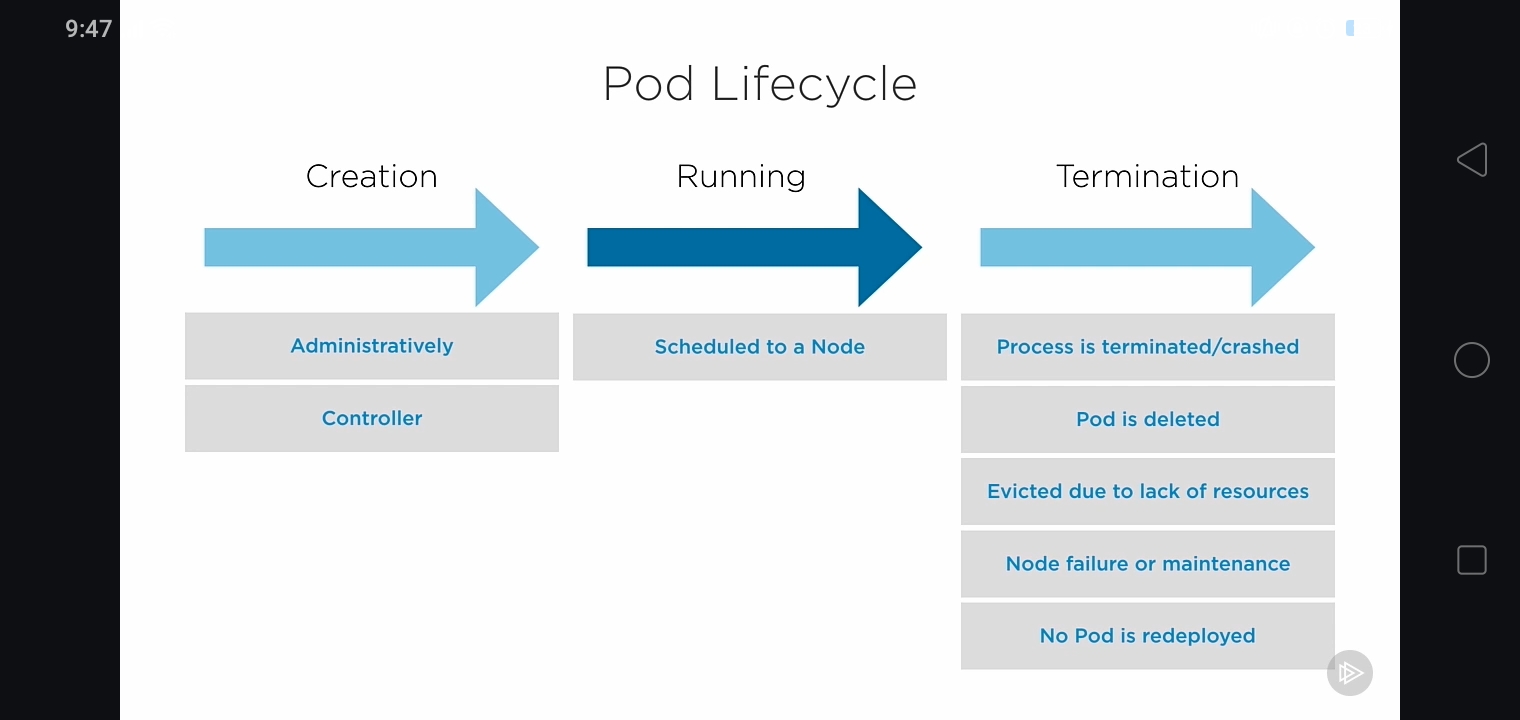 9:47
Pod Lifecycle
Creation
Running
Termination
Administratively
Controller
Scheduled to a Node
Process is terminated/crashed
Pod is deleted
Evicted due to lack of resources
Node failure or maintenance
No Pod is redeployed